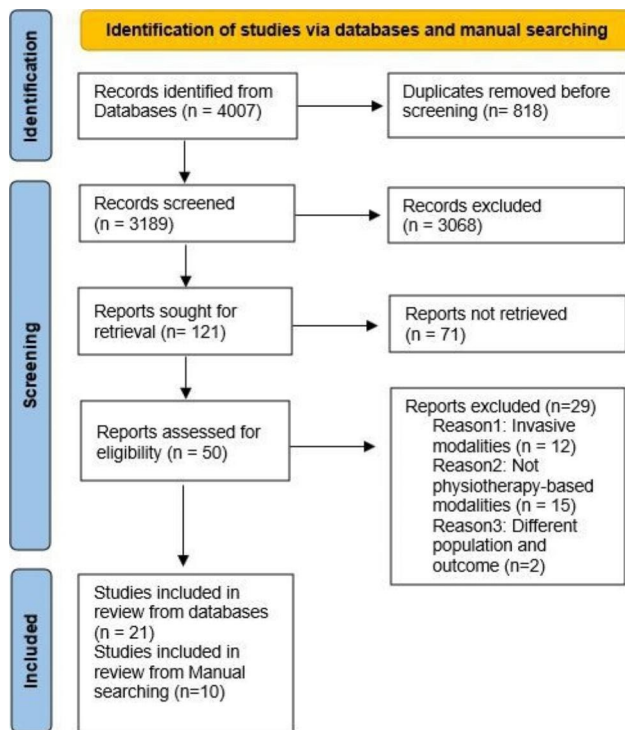 Identification of studies via databases and manual searching
Identification
Records identified from
Databases (n = 4007)
Duplicates removed before
screening (n= 818)
Screening
Records screened
(n = 3189)
Records excluded
(n = 3068)
Reports sought for
retrieval (n= 121)
Reports not retrieved
(n = 71)
Reports assessed for
eligibility (n = 50)
Reports excluded (n=29)
Reason1: Invasive
modalities (n = 12)
Reason2: Not
physiotherapy-based
modalities (n = 15)
Reason3: Different
population and
outcome (n=2)
Included
Studies included in
review from databases
(n = 21)
Studies included in
review from Manual
searching (n=10)